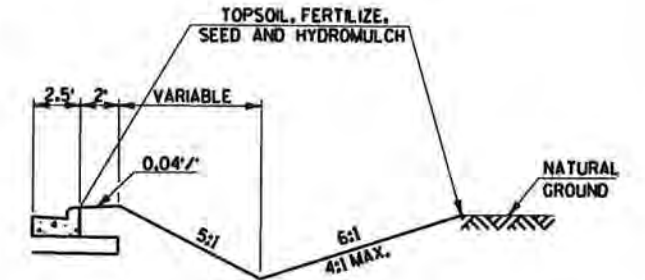 TOPSOIL, FERTILIZE,
SEED AND HYDROMULCH
2.5' 2' VARIABLE
0.04'/'
NATURAL
GROUND
5:1
6:1
4:1 MAX.